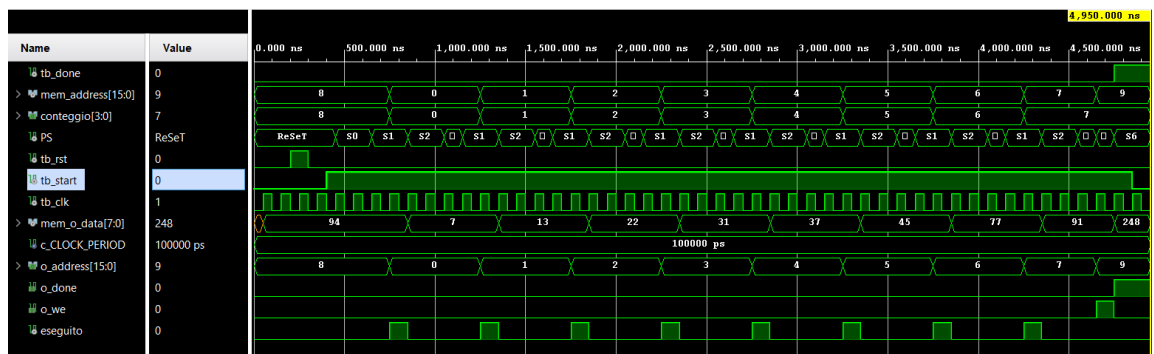 4,950.000 ns
Name Value 0.000 ns 500.000 ns 1,000.000 ns 1,500.000 ns 2,000.000 ns 2,500.000 ns 3,000.000 ns 3,500.000 ns 4,000.000 ns 4,500.000 ns
tb_done 0
mem_address[15:0] 9 8 0 1 2 3 4 5 6 7 9
conteggio[3:0] 7 8 0 1 2 3 4 5 6 7
PS ReSeT ReSeT S0 S1 S2 S1 S2 S1 S2 S1 S2 S1 S2 S1 S2 S1 S2 S1 S2 S6
tb_rst 0
tb_start 0
tb_clk 1
mem_o_data[7:0] 248 94 7 13 22 31 37 45 77 91 248
c_CLOCK_PERIOD 100000 ps 100000 ps
o_address[15:0] 9 8 0 1 2 3 4 5 6 7 9
o_done 0
o_we 0
eseguito 0